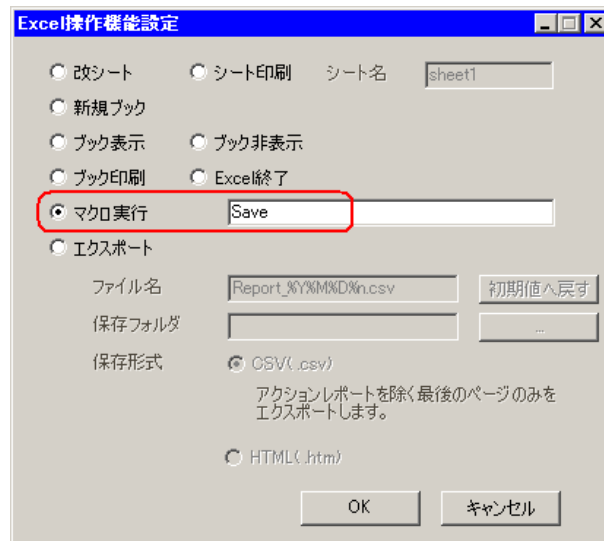 Excel操作機能設定
改シート シート印刷 シート名 sheet1
新規ブック
ブック表示 ブック非表示
ブック印刷 Excel終了
マクロ実行 Save
エクスポート
ファイル名 Report_%Y%M%D%n.csv 初期値へ戻す
保存フォルダ ...
保存形式 CSV(.csv)
アクションレポートを除く最後のページのみを
エクスポートします。
HTML(.htm)
OK キャンセル